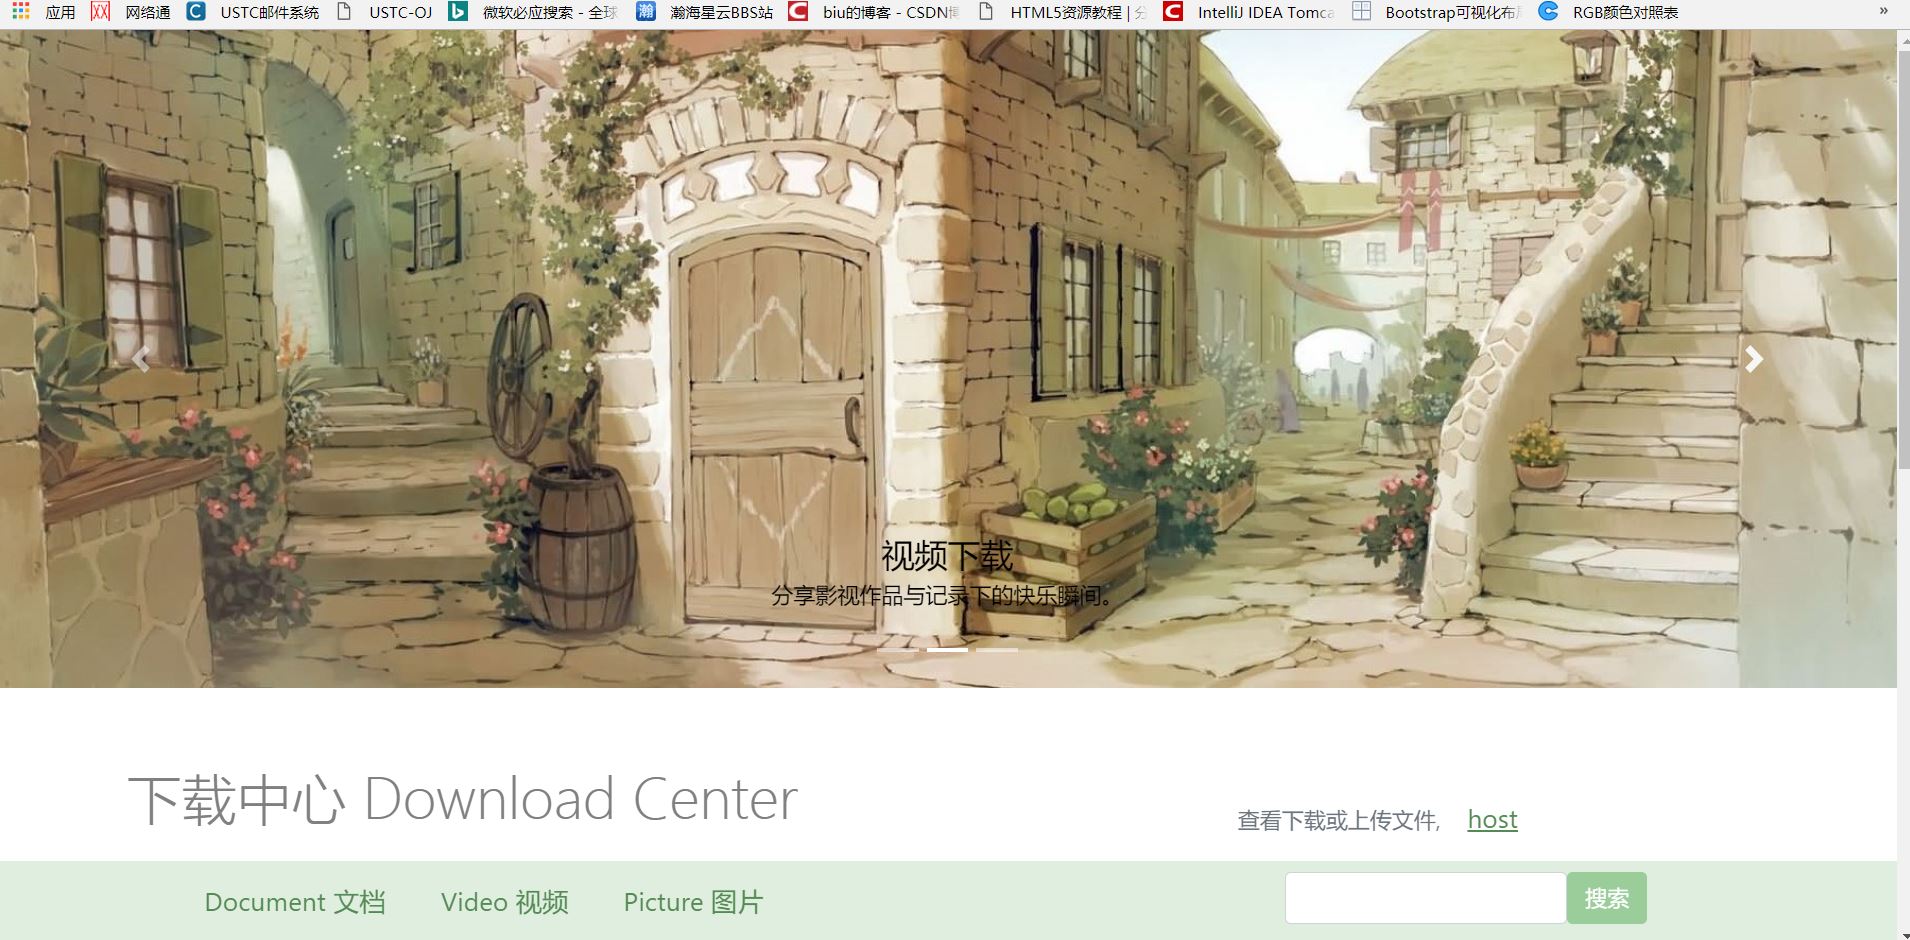 应用 网络通 USTC邮件系统 USTC-OJ 微软必应搜索 - 全球 瀚海星云BBS站 biu的博客 - CSDN HTML5资源教程 | 分 IntelliJ IDEA Tomca Bootstrap可视化布 RGB颜色对照表 »
视频下载
分享影视作品与记录下的快乐瞬间。
下载中心 Download Center
查看下载或上传文件, host
Document 文档 Video 视频 Picture 图片 搜索